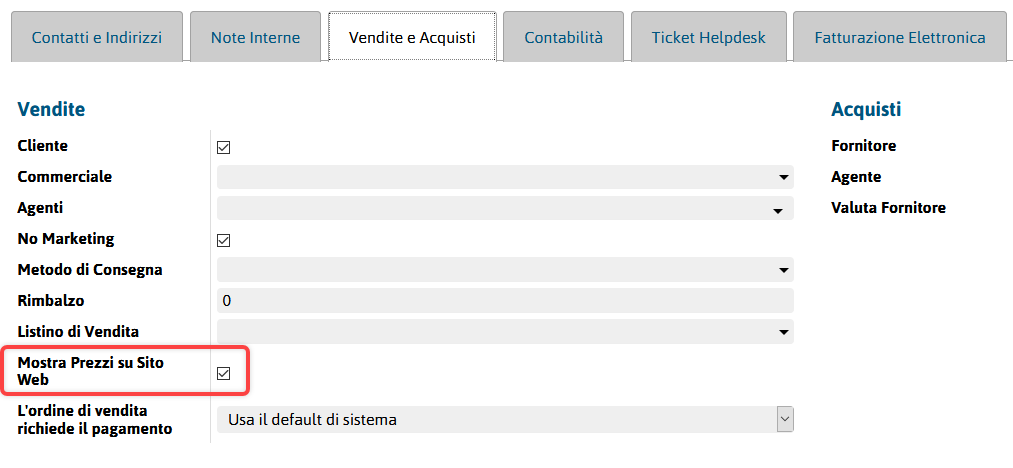 Contatti e Indirizzi
Note Interne
Vendite e Acquisti
Contabilità
Ticket Helpdesk
Fatturazione Elettronica
Vendite
Cliente
Commerciale
Agenti
No Marketing
Metodo di Consegna
Rimbalzo
0
Listino di Vendita
Mostra Prezzi su Sito
Web
L'ordine di vendita
richiede il pagamento
Usa il default di sistema
Acquisti
Fornitore
Agente
Valuta Fornitore